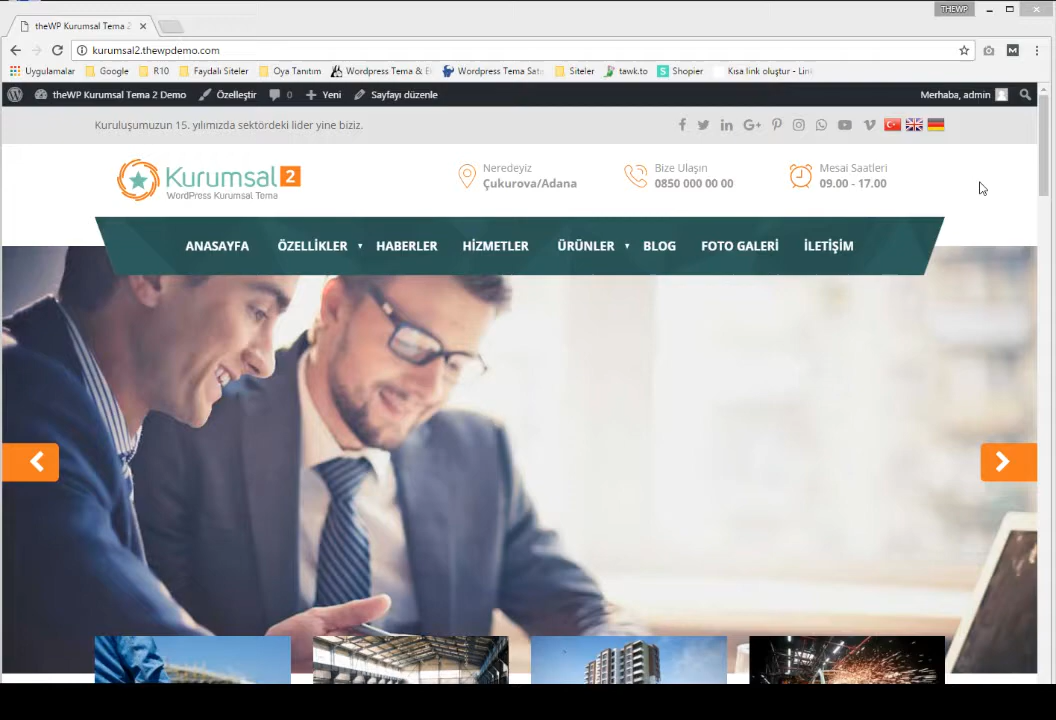 THEWP
theWP Kurumsal Tema 2
kurumsal2.thewpdemo.com
Uygulamalar Google R10 Faydalı Siteler Oya Tanıtım Wordpress Tema & E Wordpress Tema Satı Siteler tawk.to Shopier Kısa link oluştur - Lin
theWP Kurumsal Tema 2 Demo Özelleştir 0 Yeni Sayfayı düzenle Merhaba, admin
Kuruluşumuzun 15. yılımızda sektördeki lider yine biziz.
Kurumsal 2
WordPress Kurumsal Tema
Neredeyiz
Çukurova/Adana
Bize Ulaşın
0850 000 00 00
Mesai Saatleri
09.00 - 17.00
ANASAYFA ÖZELLİKLER HABERLER HİZMETLER ÜRÜNLER BLOG FOTO GALERİ İLETİŞİM